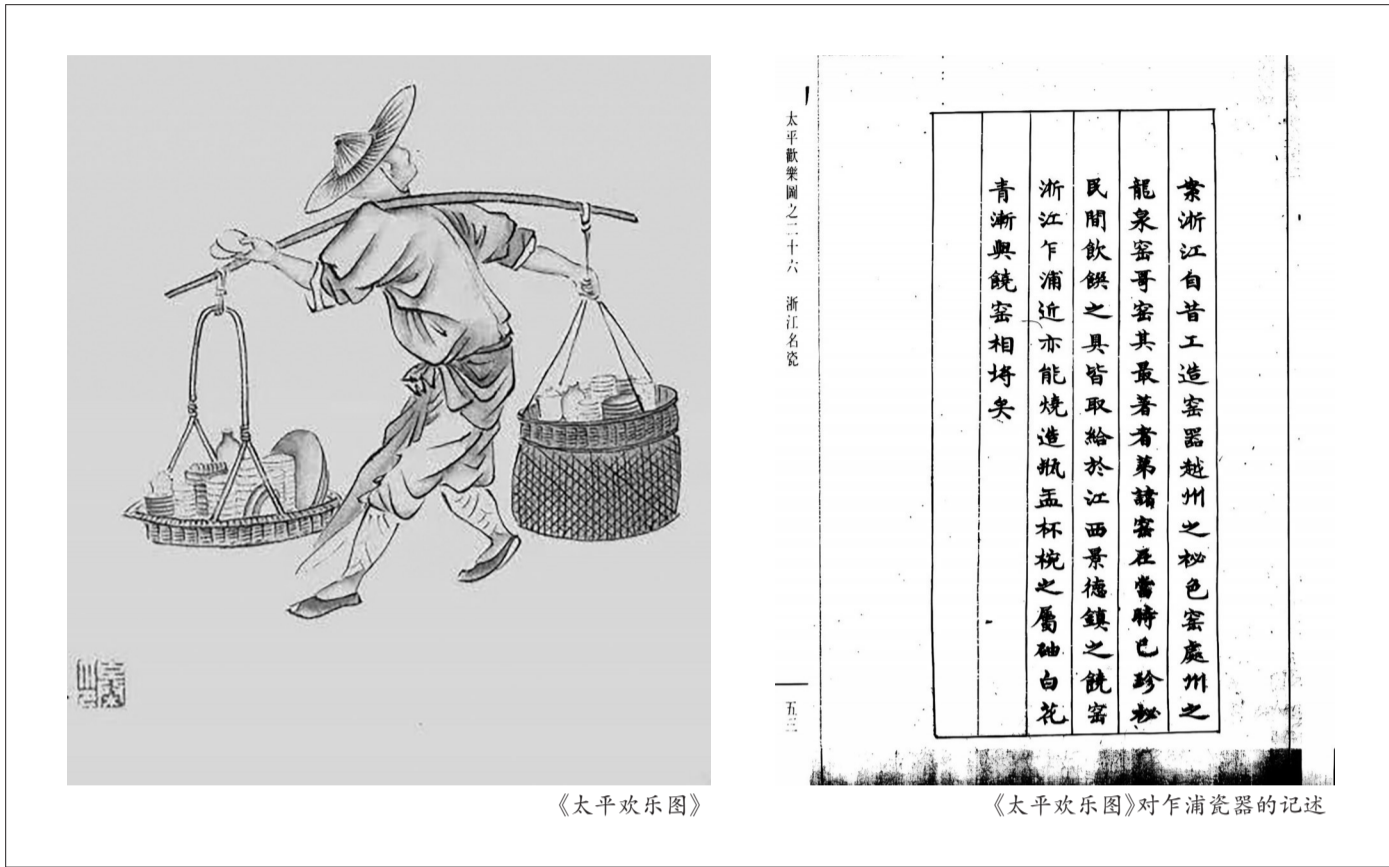 案浙江自昔工造窑器越州之祕色窑處州之
龍泉窑哥窑其最著者苐諸窑在當時已珍祕
民間飲饌之具皆取給於江西景德鎮之饒窑
浙江乍浦近亦能燒造瓶盂杯椀之屬釉白花
青漸與饒窑相埒矣
太平歡樂圖之二十六 浙江名瓷
五三
《太平欢乐图》
《太平欢乐图》对乍浦瓷器的记述